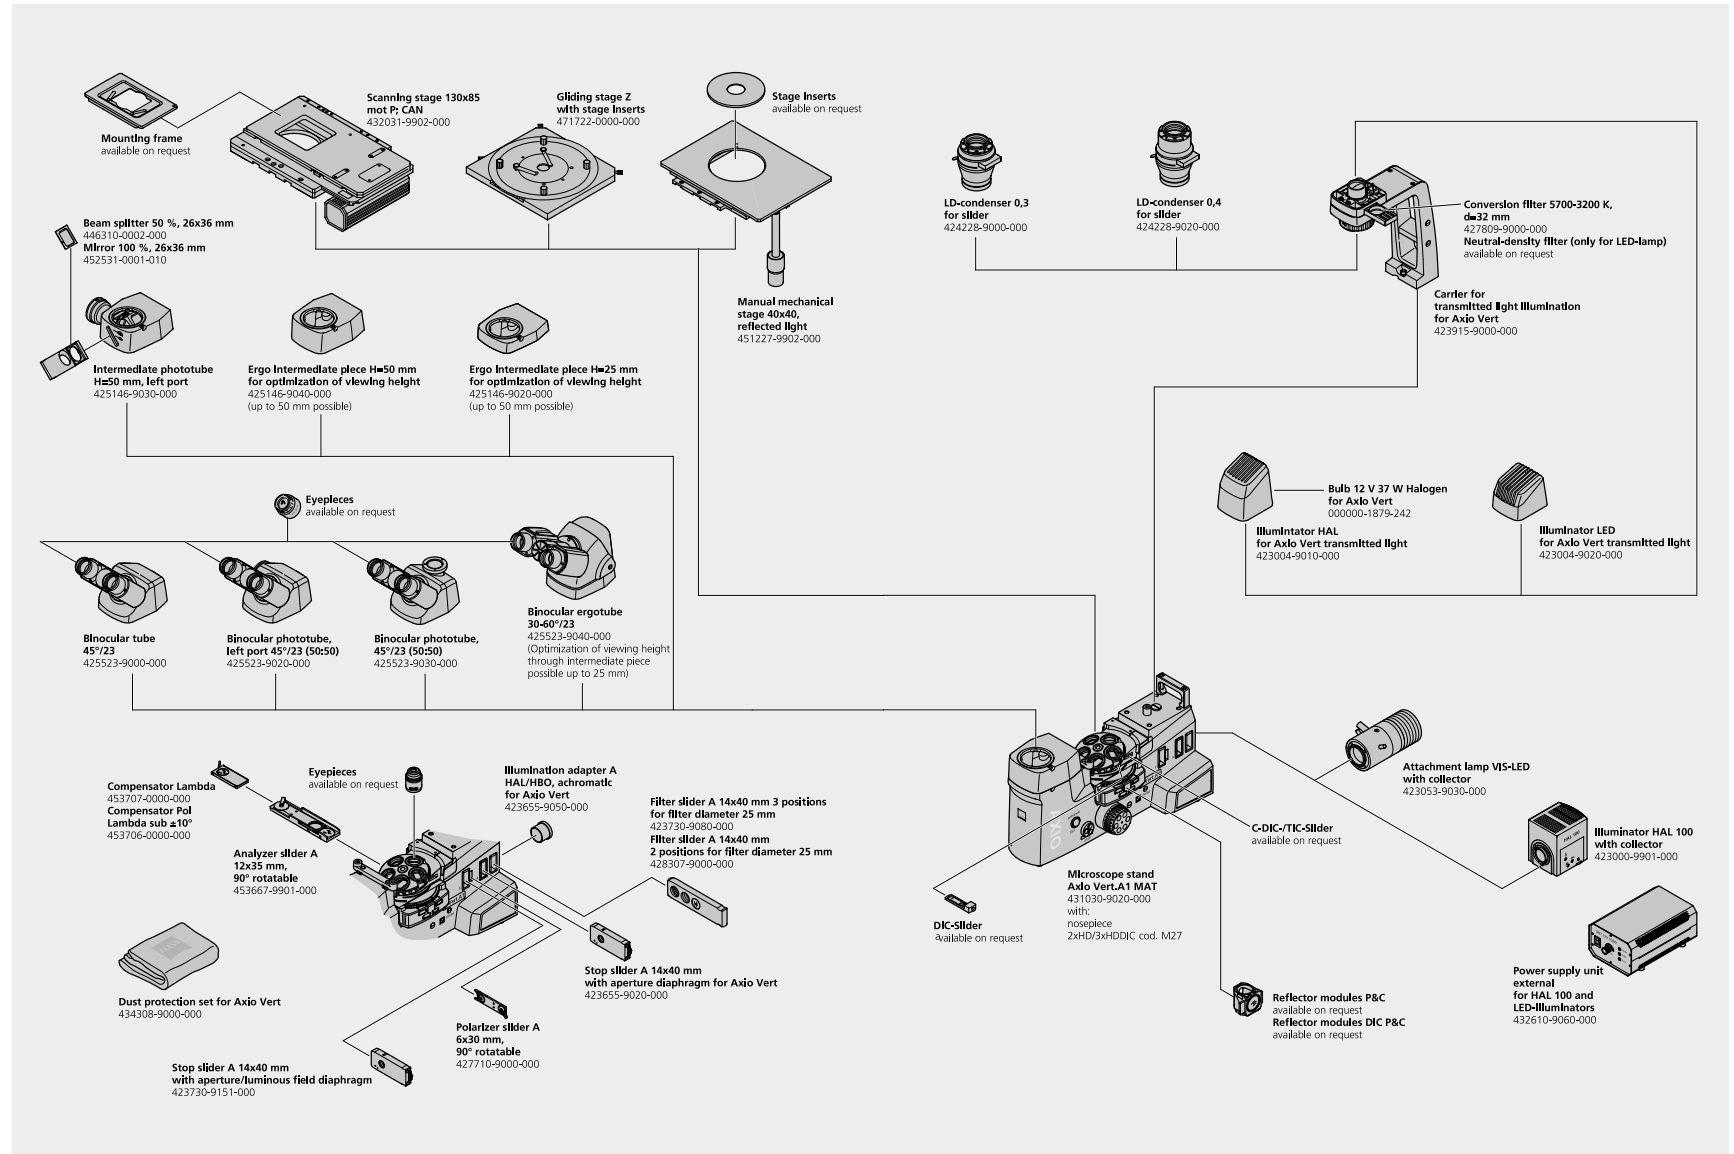 Mounting frame
available on request
Scanning stage 130x85
mot P; CAN
432031-9902-000
Gliding stage Z
with stage inserts
471722-0000-000
Stage inserts
available on request
LD-condenser 0,3
for slider
424228-9000-000
LD-condenser 0,4
for slider
424228-9020-000
Conversion filter 5700-3200 K,
d=32 mm
427809-9000-000
Neutral-density filter (only for LED-lamp)
available on request
Beam splitter 50 %, 26x36 mm
446310-0002-000
Mirror 100 %, 26x36 mm
452531-0001-010
Manual mechanical
stage 40x40,
reflected light
451227-9902-000
Carrier for
transmitted light illumination
for Axio Vert
423915-9000-000
Intermediate phototube
H=50 mm, left port
425146-9030-000
Ergo intermediate piece H=50 mm
for optimization of viewing height
425146-9040-000
(up to 50 mm possible)
Ergo intermediate piece H=25 mm
for optimization of viewing height
425146-9020-000
(up to 50 mm possible)
Eyepieces
available on request
Bulb 12 V 37 W Halogen
for Axio Vert
000000-1879-242
Illumintator HAL
for Axio Vert transmitted light
423004-9010-000
Illuminator LED
for Axio Vert transmitted light
423004-9020-000
Binocular tube
45°/23
425523-9000-000
Binocular phototube,
left port 45°/23 (50:50)
425523-9020-000
Binocular phototube,
45°/23 (50:50)
425523-9030-000
Binocular ergotube
30-60°/23
425523-9040-000
(Optimization of viewing height
through intermediate piece
possible up to 25 mm)
Compensator Lambda
453707-0000-000
Compensator Pol
Lambda sub ±10°
453706-0000-000
Eyepieces
available on request
Illumination adapter A
HAL/HBO, achromatic
for Axio Vert
423655-9050-000
Filter slider A 14x40 mm 3 positions
for filter diameter 25 mm
423730-9080-000
Filter slider A 14x40 mm
2 positions for filter diameter 25 mm
428307-9000-000
Analyzer slider A
12x35 mm,
90° rotatable
453667-9901-000
Attachment lamp VIS-LED
with collector
423053-9030-000
C-DIC-/TIC-Slider
available on request
HAL 100
Illuminator HAL 100
with collector
423000-9901-000
AXIO
Microscope stand
Axio Vert.A1 MAT
431030-9020-000
with:
nosepiece
2xHD/3xHDDIC cod. M27
DIC-Slider
available on request
Stop slider A 14x40 mm
with aperture diaphragm for Axio Vert
423655-9020-000
Power supply unit
external
for HAL 100 and
LED-Illuminators
432610-9060-000
Dust protection set for Axio Vert
434308-9000-000
Reflector modules P&C
available on request
Reflector modules DIC P&C
available on request
Polarizer slider A
6x30 mm,
90° rotatable
427710-9000-000
Stop slider A 14x40 mm
with aperture/luminous field diaphragm
423730-9151-000